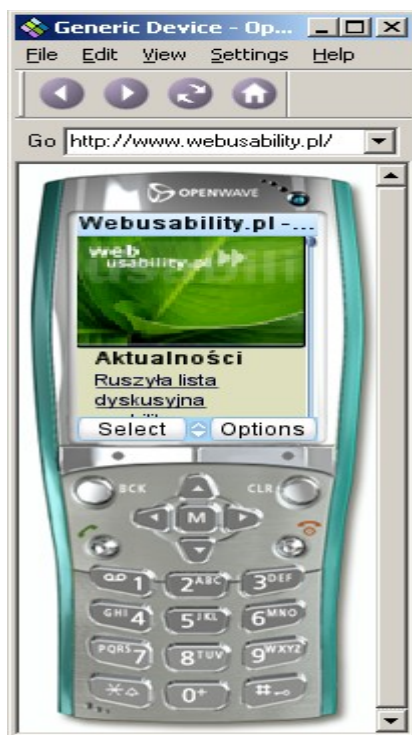 Generic Device - Op...
File Edit View Settings Help
Go http://www.webusability.pl/
OPENWAVE
Webusability.pl -...
web
usability.pl
Aktualności
Ruszyła lista
dyskusyjna
Select Options
BCK CLR
M
1 2ABC 3DEF
GHI4 5JKL 6MNO
PQRS7 8TUV 9WXYZ
* 0+ #